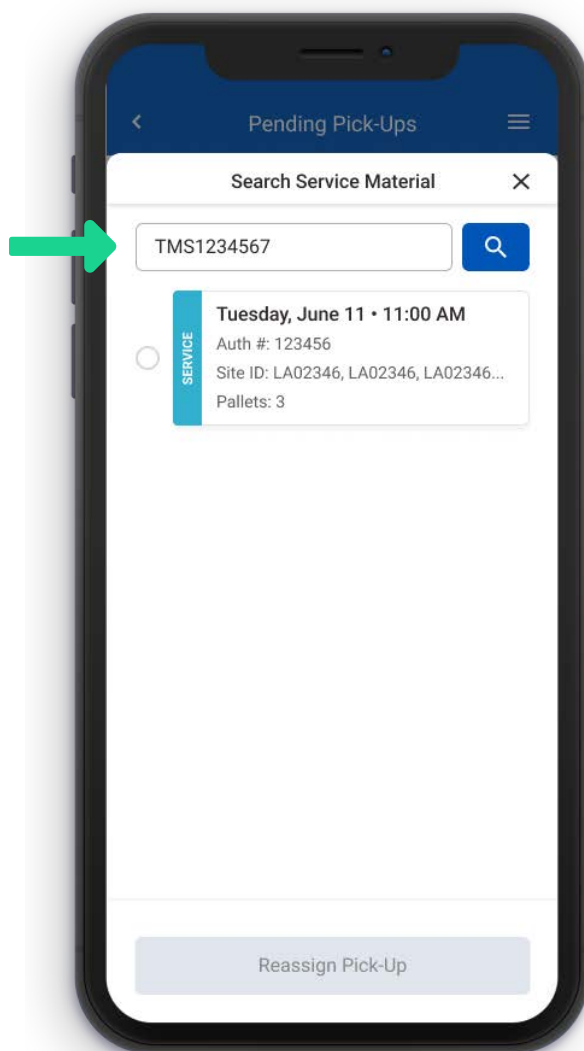 Pending Pick-Ups
Search Service Material
TMS1234567
SERVICE
Tuesday, June 11 • 11:00 AM
Auth #: 123456
Site ID: LA02346, LA02346, LA02346...
Pallets: 3
Reassign Pick-Up